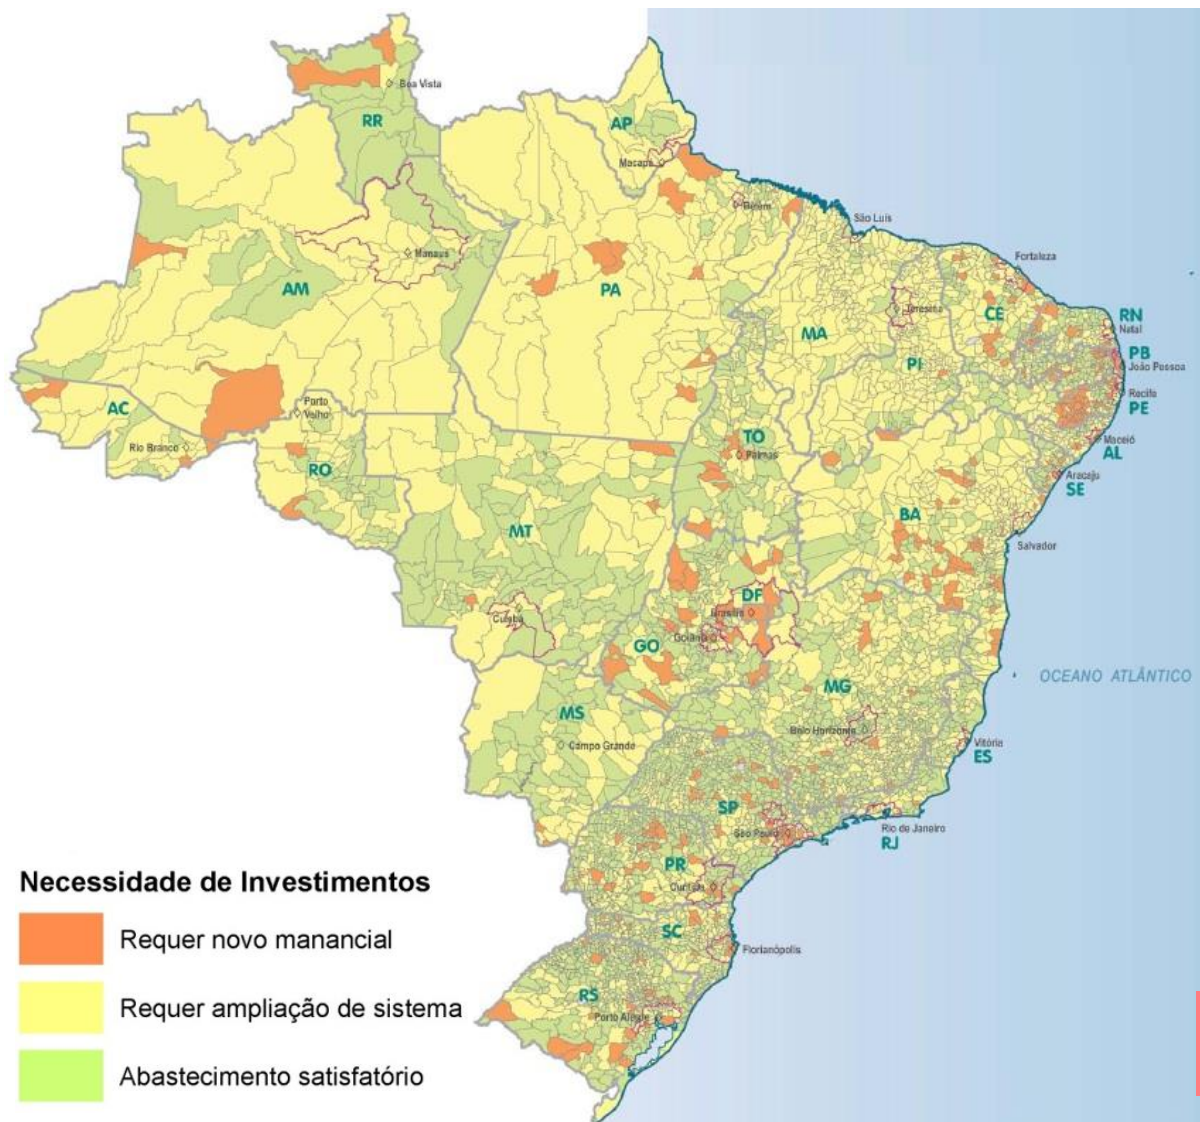 Boa Vista
RR
AP
Macapá
Belém
São Luís
Manaus
Fortaleza
AM
PA
CE
Teresina
MA
RN
Natal
PB
João Pessoa
PI
Recife
PE
AC
Porto
Velho
Rio Branco
RO
TO
Palmas
Maceió
AL
Aracaju
SE
MT
BA
Salvador
DF
Brasília
Cuiabá
Goiânia
GO
OCEANO ATLÂNTICO
MG
MS
Campo Grande
Belo Horizonte
Vitória
ES
SP
São Paulo
Rio de Janeiro
RJ
PR
Curitiba
SC
Florianópolis
RS
Porto Alegre
Necessidade de Investimentos
Requer novo manancial
Requer ampliação de sistema
Abastecimento satisfatório